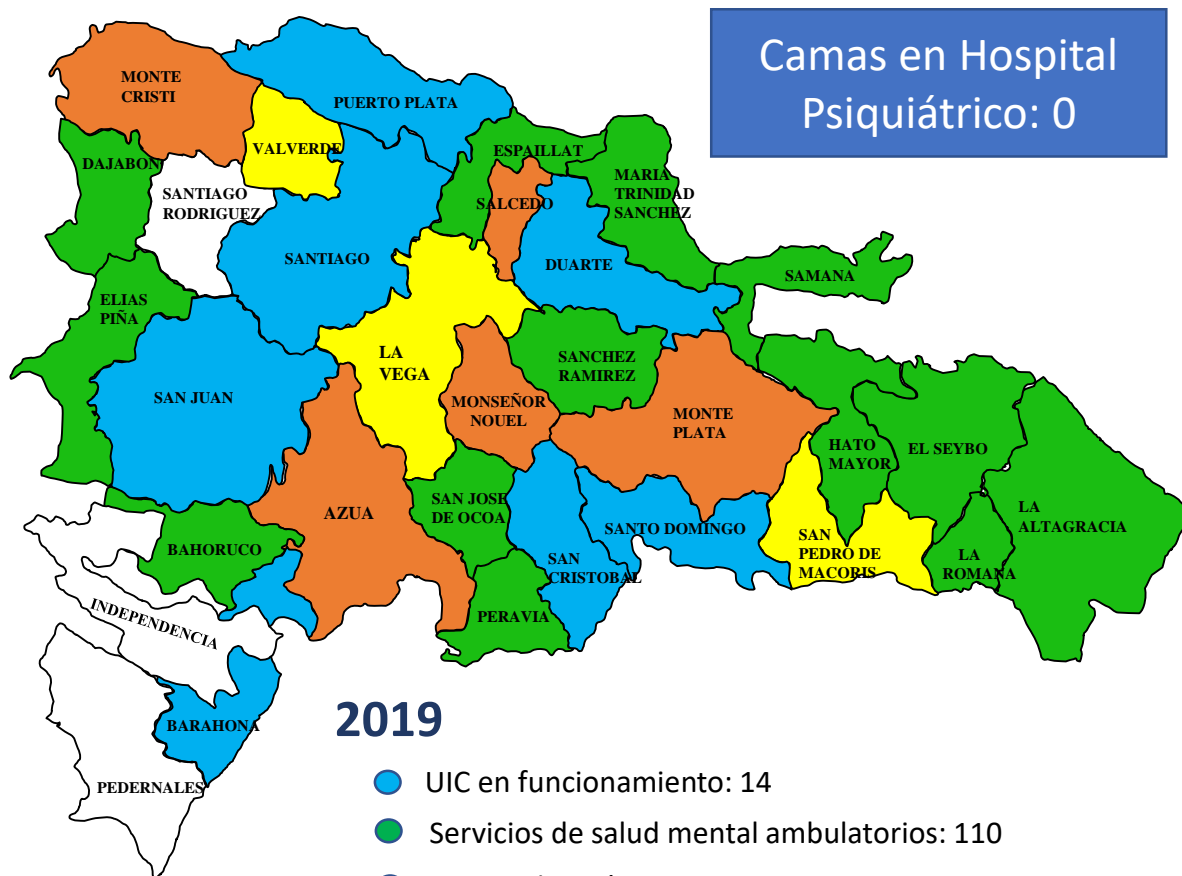 Camas en Hospital
Psiquiátrico: 0
MONTE
CRISTI
PUERTO PLATA
VALVERDE
ESPAILLAT
DAJABON
MARIA
TRINIDAD
SANCHEZ
SANTIAGO
RODRIGUEZ
SALCEDO
SANTIAGO
DUARTE
SAMANA
ELIAS
PIÑA
LA
VEGA
SANCHEZ
RAMIREZ
SAN JUAN
MONSEÑOR
NOUEL
MONTE
PLATA
HATO
MAYOR
EL SEYBO
AZUA
SAN JOSE
DE OCOA
SANTO DOMINGO
LA
ALTAGRACIA
BAHORUCO
SAN
CRISTOBAL
SAN
PEDRO DE
MACORIS
LA
ROMANA
INDEPENDENCIA
PERAVIA
BARAHONA
PEDERNALES
2019
UIC en funcionamiento: 14
Servicios de salud mental ambulatorios: 110